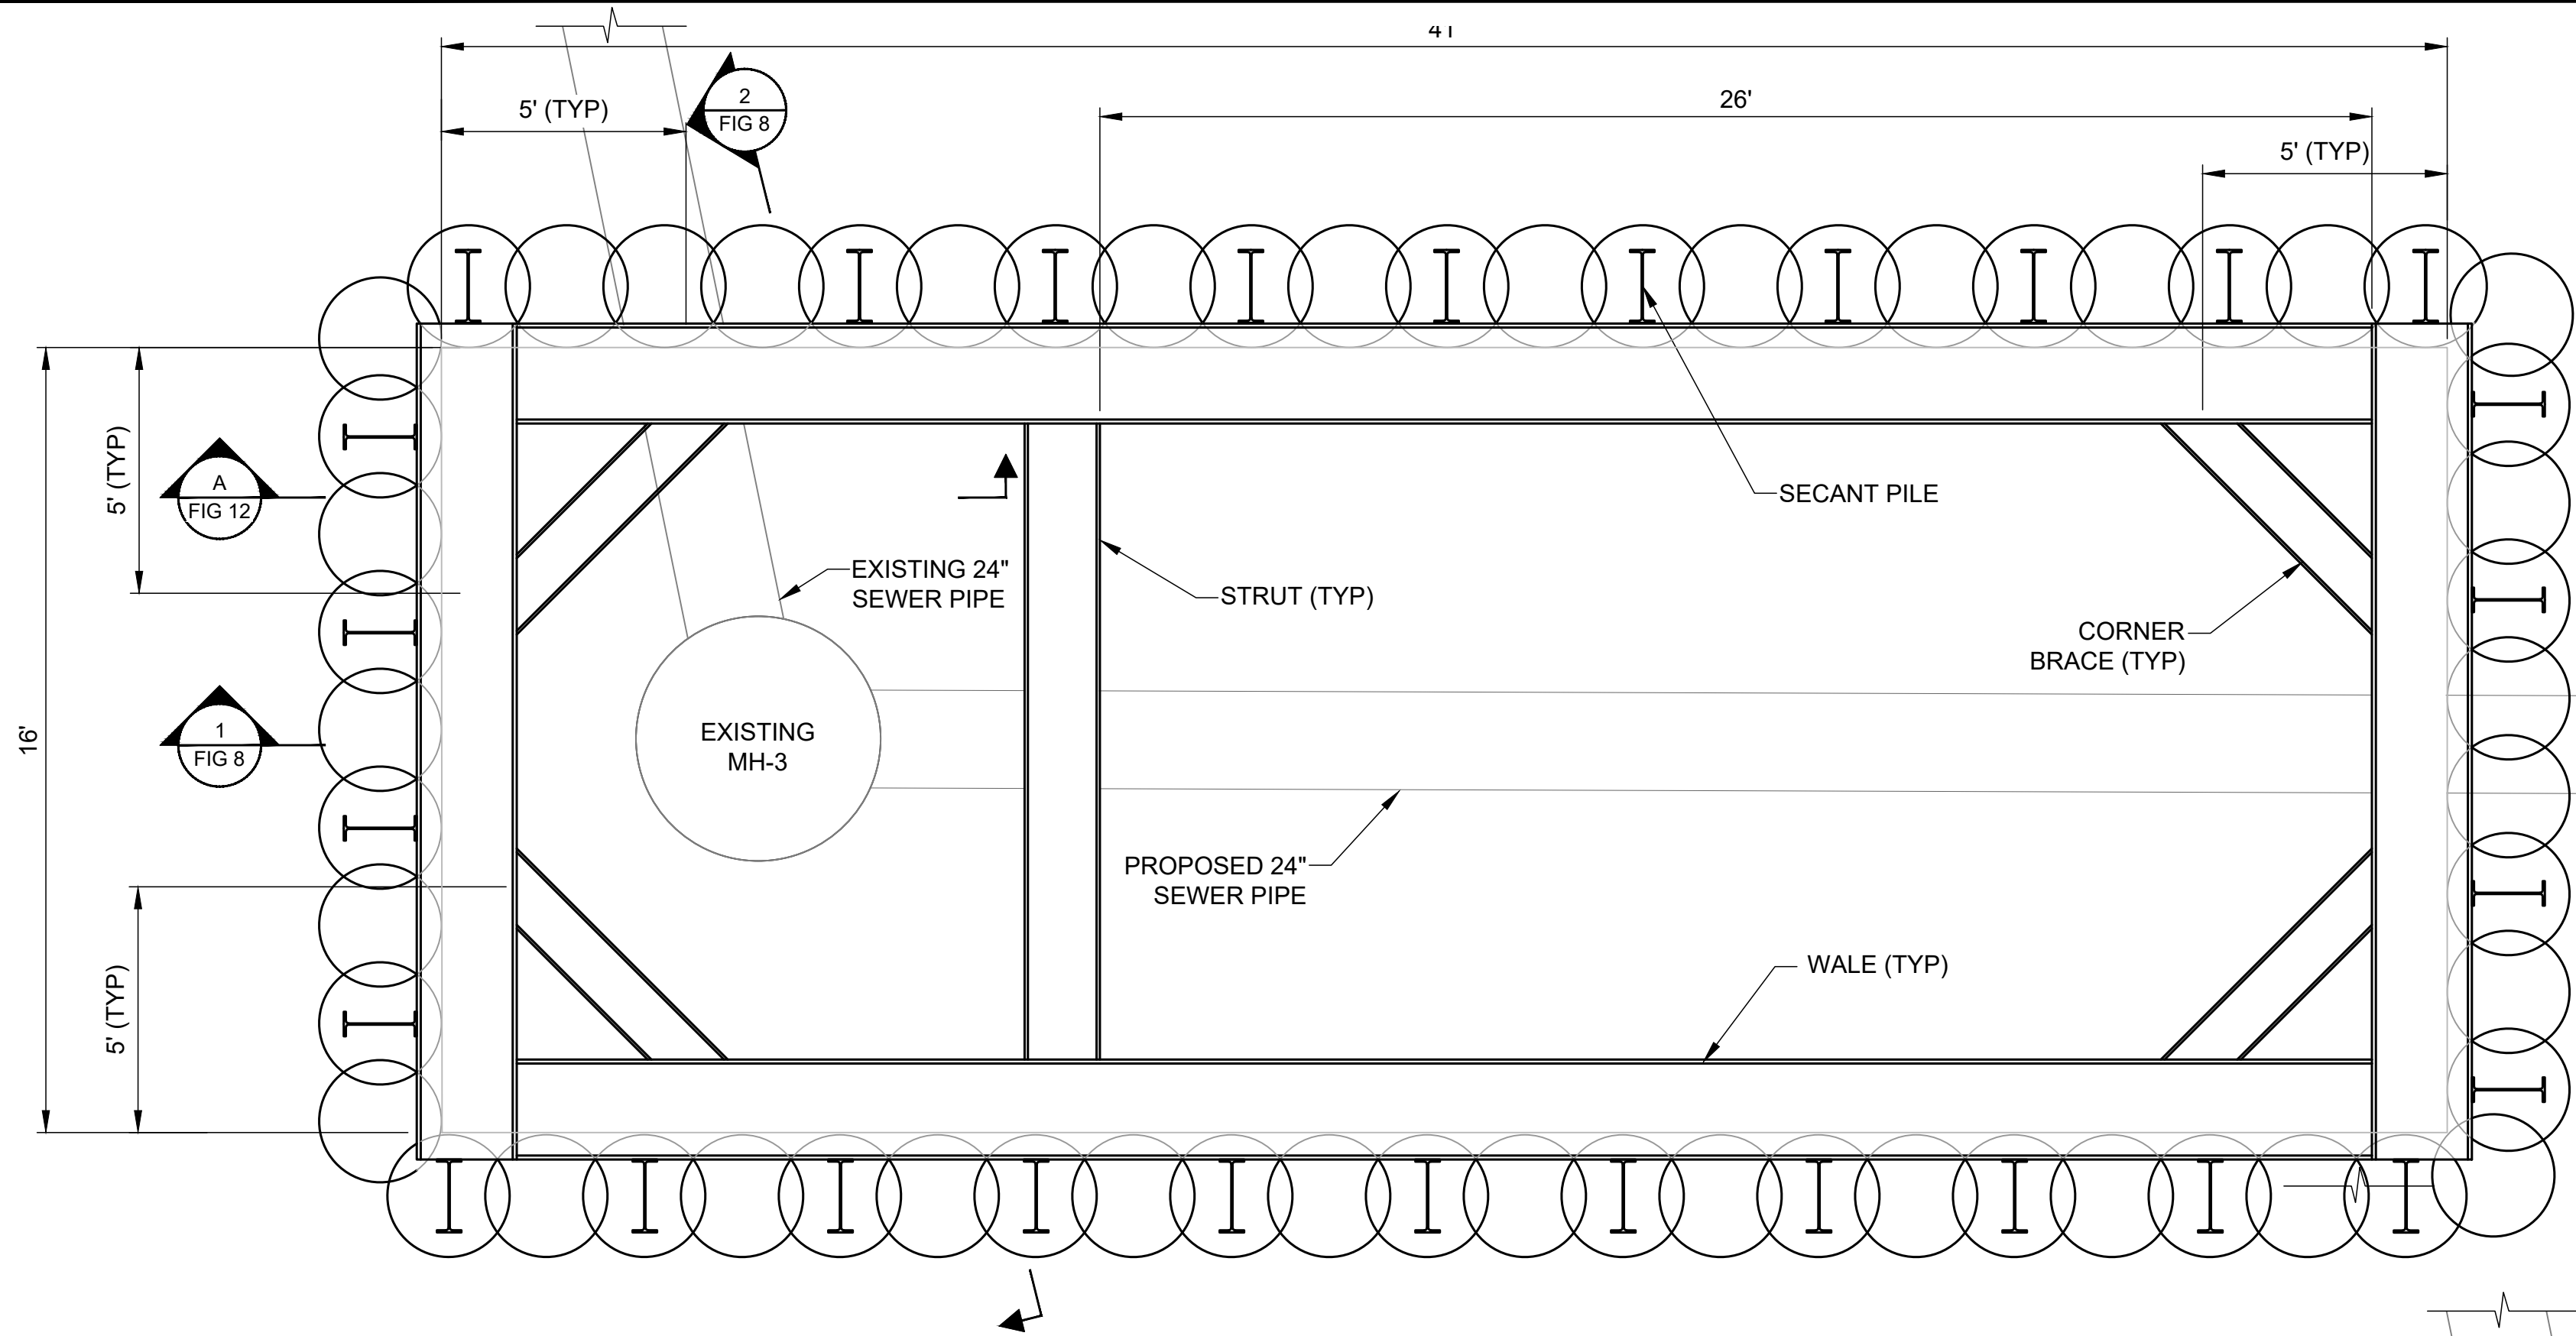 41'
5' (TYP)
2
FIG 8
26'
5' (TYP)
5' (TYP)
A
FIG 12
SECANT PILE
EXISTING 24"
SEWER PIPE
STRUT (TYP)
CORNER
BRACE (TYP)
16'
1
FIG 8
EXISTING
MH-3
PROPOSED 24"
SEWER PIPE
5' (TYP)
WALE (TYP)